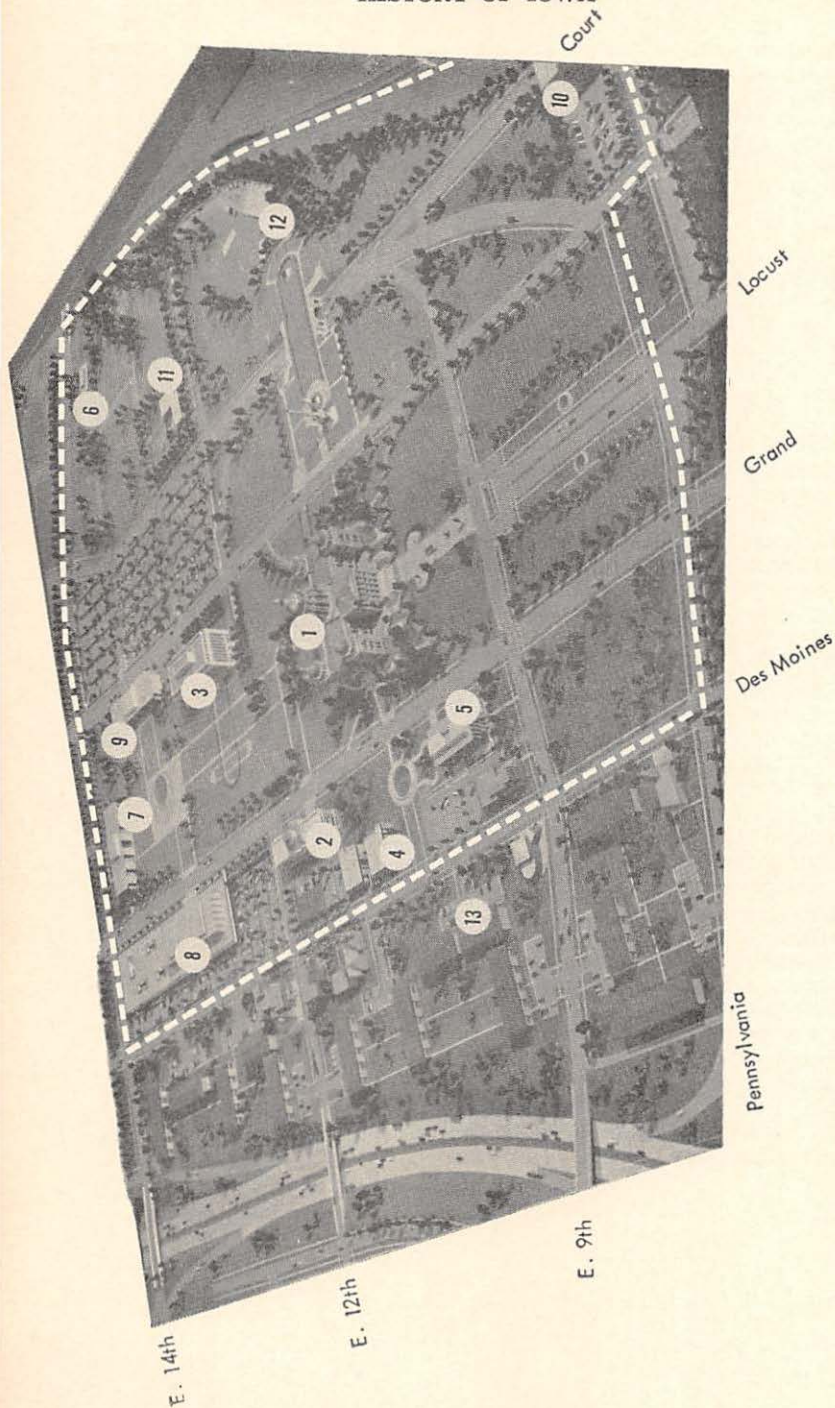 HISTORY OF IOWA
Court
10
12
6
11
Locust
Grand
1
3
9
5
Des Moines
7
2
4
8
13
Pennsylvania
E. 9th
E. 12th
E. 14th